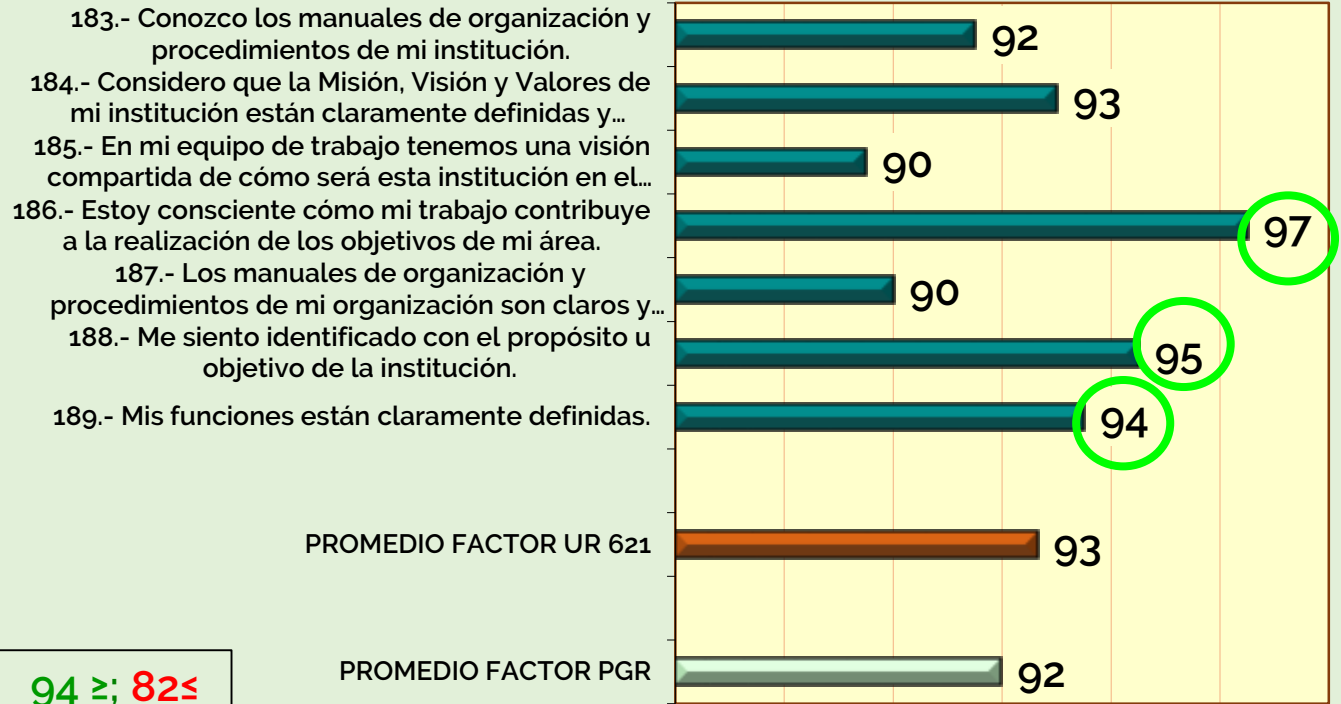 183.- Conozco los manuales de organización y
procedimientos de mi institución.
92
184.- Considero que la Misión, Visión y Valores de
mi institución están claramente definidas y...
93
185.- En mi equipo de trabajo tenemos una visión
compartida de cómo será esta institución en el...
90
186.- Estoy consciente cómo mi trabajo contribuye
a la realización de los objetivos de mi área.
97
187.- Los manuales de organización y
procedimientos de mi organización son claros y...
90
188.- Me siento identificado con el propósito u
objetivo de la institución.
95
189.- Mis funciones están claramente definidas.
94
PROMEDIO FACTOR UR 621
93
PROMEDIO FACTOR PGR
92
94 ≥; 82≤